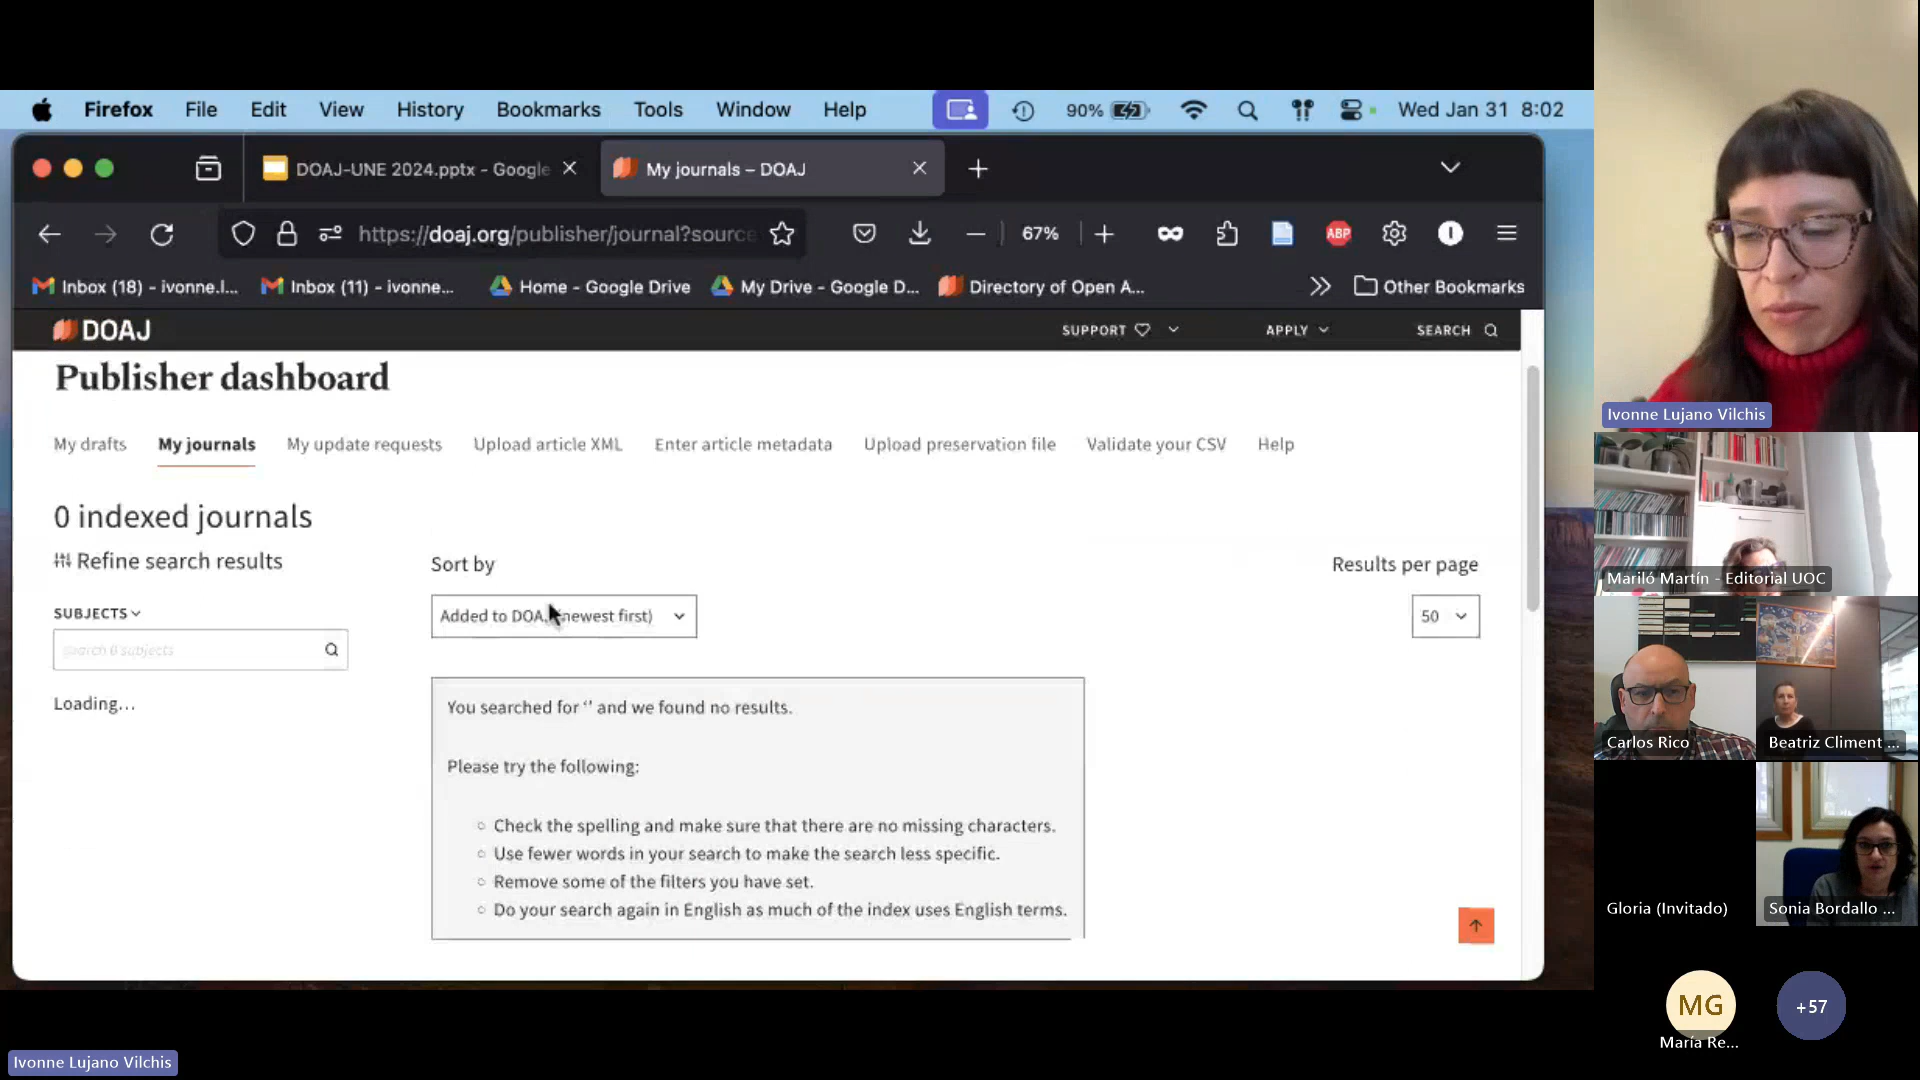 Firefox File Edit View History Bookmarks Tools Window Help 90% Wed Jan 31 8:02
DOAJ-UNE 2024.pptx - Google
My journals – DOAJ
https://doaj.org/publisher/journal?source
67%
ABP
I
Inbox (18) - ivonne.l... Inbox (11) - ivonne... Home - Google Drive My Drive - Google D... Directory of Open A... Other Bookmarks
DOAJ
SUPPORT APPLY SEARCH
Publisher dashboard
My drafts My journals My update requests Upload article XML Enter article metadata Upload preservation file Validate your CSV Help
0 indexed journals
Refine search results
Sort by
Results per page
SUBJECTS
Added to DOAJ (newest first)
50
search 0 subjects
Loading...
You searched for ‘’ and we found no results.
Please try the following:
Check the spelling and make sure that there are no missing characters.
Use fewer words in your search to make the search less specific.
Remove some of the filters you have set.
Do your search again in English as much of the index uses English terms.
Ivonne Lujano Vilchis
Mariló Martín - Editorial UOC
Carlos Rico
Beatriz Climent ...
Gloria (Invitado)
Sonia Bordallo ...
MG
María Re...
+57
Ivonne Lujano Vilchis